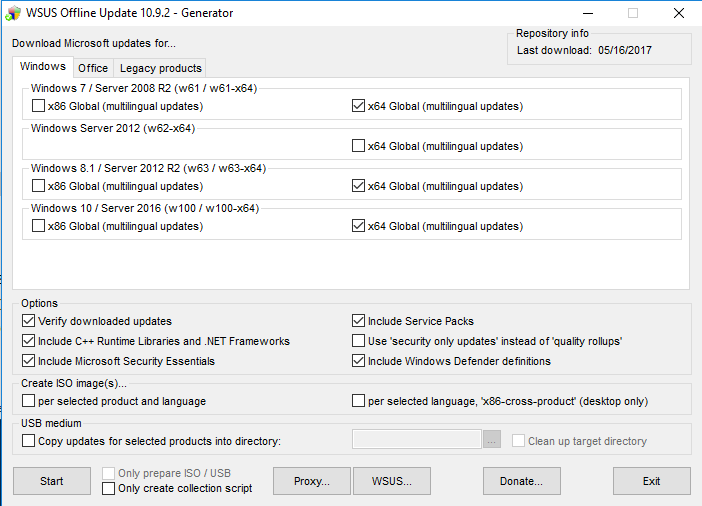 WSUS Offline Update 10.9.2 - Generator
Download Microsoft updates for...
Repository info
Last download: 05/16/2017
Windows Office Legacy products
Windows 7 / Server 2008 R2 (w61 / w61-x64)
x86 Global (multilingual updates) x64 Global (multilingual updates)
Windows Server 2012 (w62-x64)
x64 Global (multilingual updates)
Windows 8.1 / Server 2012 R2 (w63 / w63-x64)
x86 Global (multilingual updates) x64 Global (multilingual updates)
Windows 10 / Server 2016 (w100 / w100-x64)
x86 Global (multilingual updates) x64 Global (multilingual updates)
Options
Verify downloaded updates Include Service Packs
Include C++ Runtime Libraries and .NET Frameworks Use 'security only updates' instead of 'quality rollups'
Include Microsoft Security Essentials Include Windows Defender definitions
Create ISO image(s)...
per selected product and language per selected language, 'x86-cross-product' (desktop only)
USB medium
Copy updates for selected products into directory: ... Clean up target directory
Start Only prepare ISO / USB Proxy... WSUS... Donate... Exit
Only create collection script